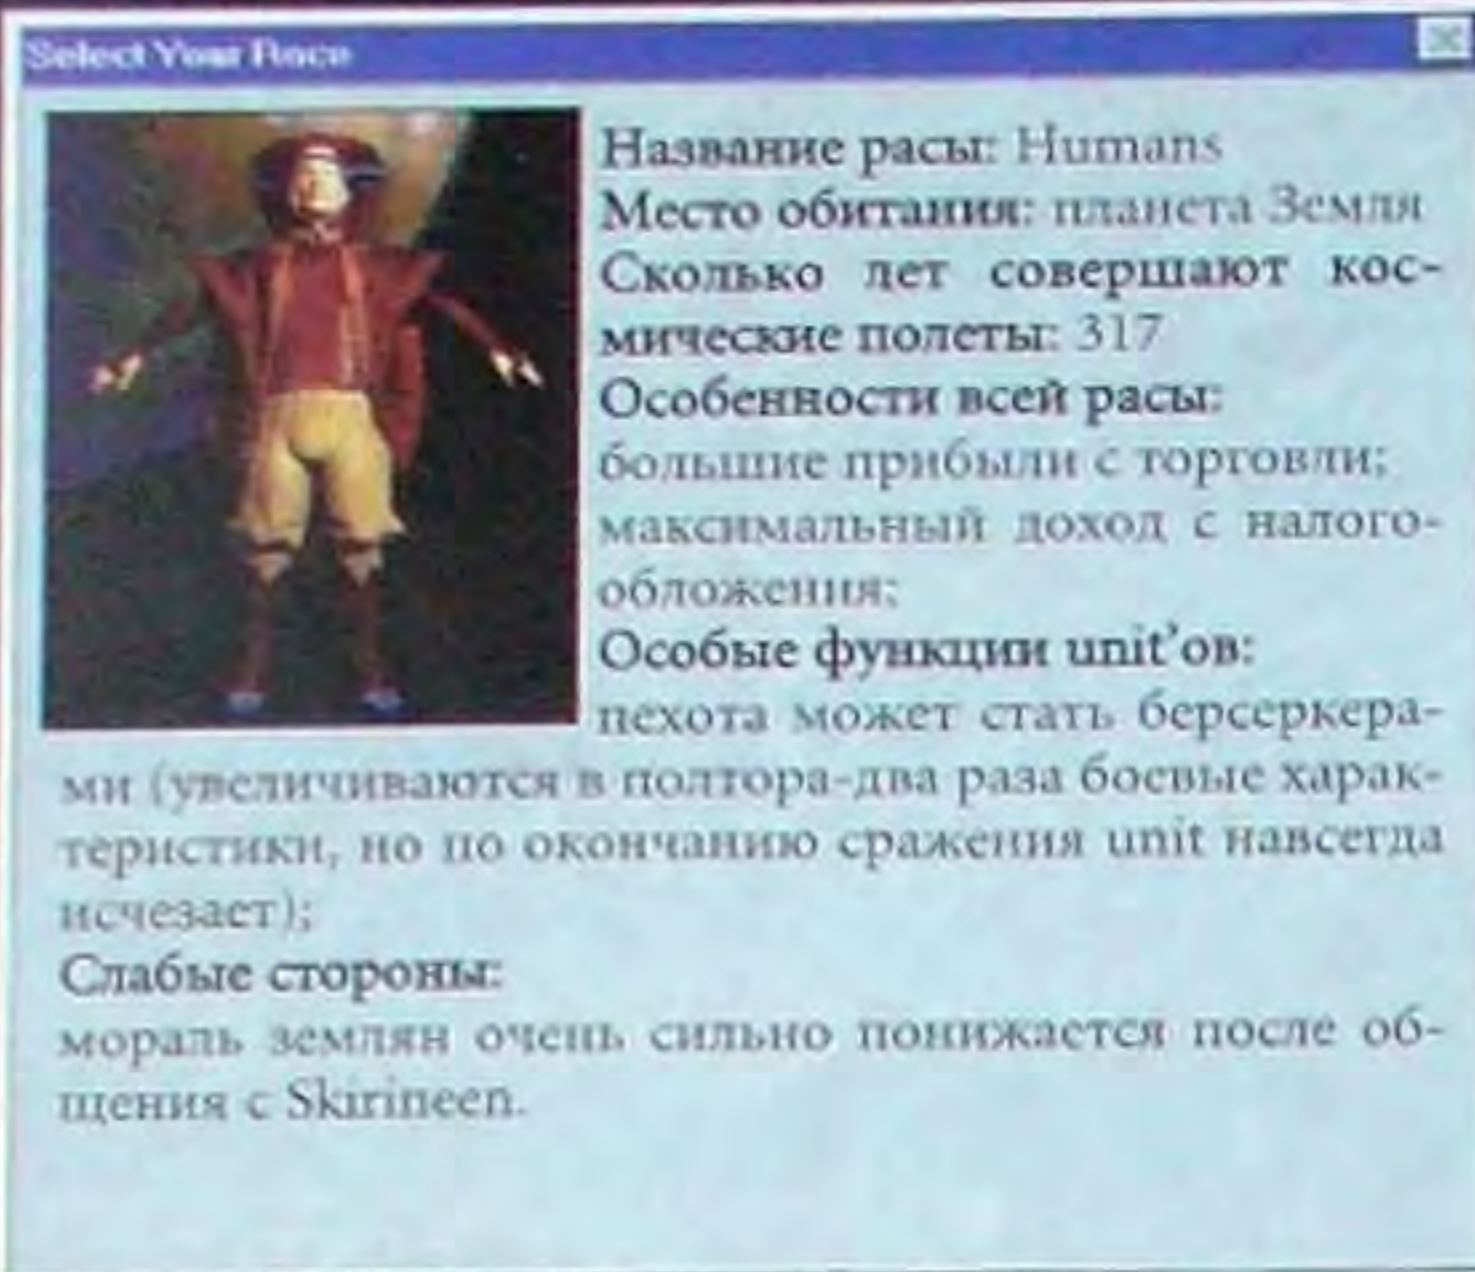 Select Your Race
Название расы: Humans
Место обитания: планета Земля
Сколько лет совершают кос-
мические полеты: 317
Особенности всей расы:
большие прибыли с торговли;
максимальный доход с налого-
обложения;
Особые функции unit’ов:
пехота может стать берсеркера-
ми (увеличиваются в полтора-два раза боевые харак-
теристики, но по окончанию сражения unit навсегда
исчезает);
Слабые стороны:
мораль землян очень сильно понижается после об-
щения с Skirineen.